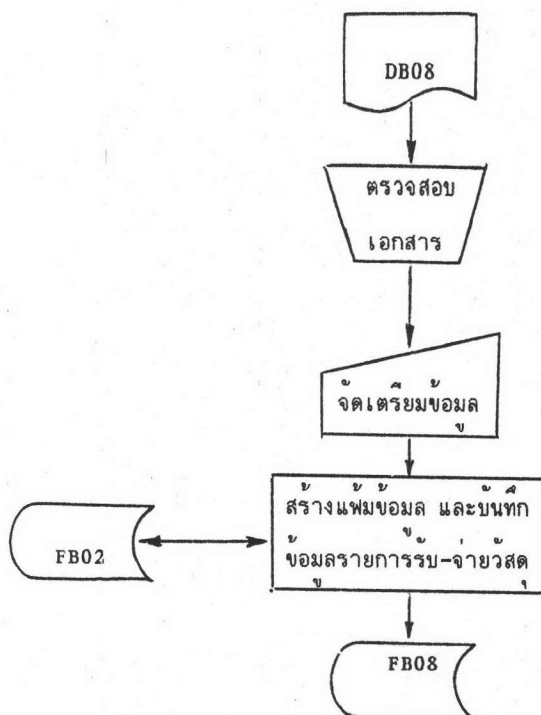 DB08
ตรวจสอบ
เอกสาร
จัดเตรียมข้อมูล
สร้างแฟ้มข้อมูล และบันทึก
ข้อมูลรายการรับ-จ่ายวัสดุ
FB02
FB08